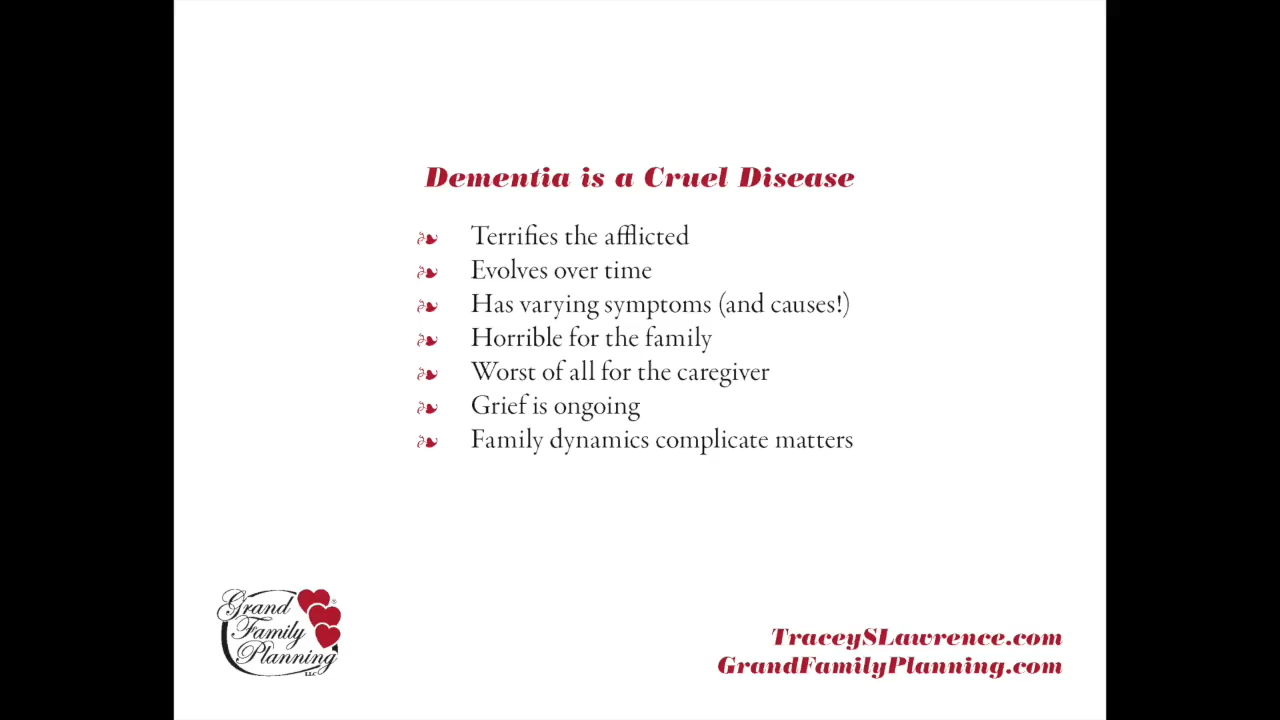 Dementia is a Cruel Disease
Terrifies the afflicted
Evolves over time
Has varying symptoms (and causes!)
Horrible for the family
Worst of all for the caregiver
Grief is ongoing
Family dynamics complicate matters
Grand
Family
Planning
LLC
®
TraceySLawrence.com
GrandFamilyPlanning.com